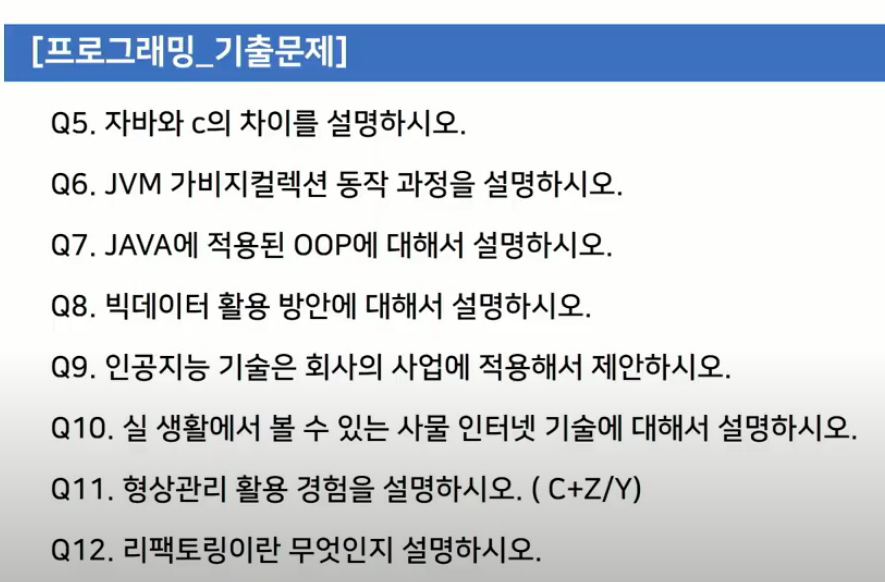 [프로그래밍_기출문제]
Q5. 자바와 c의 차이를 설명하시오.
Q6. JVM 가비지컬렉션 동작 과정을 설명하시오.
Q7. JAVA에 적용된 OOP에 대해서 설명하시오.
Q8. 빅데이터 활용 방안에 대해서 설명하시오.
Q9. 인공지능 기술은 회사의 사업에 적용해서 제안하시오.
Q10. 실 생활에서 볼 수 있는 사물 인터넷 기술에 대해서 설명하시오.
Q11. 형상관리 활용 경험을 설명하시오. ( C+Z/Y)
Q12. 리팩토링이란 무엇인지 설명하시오.